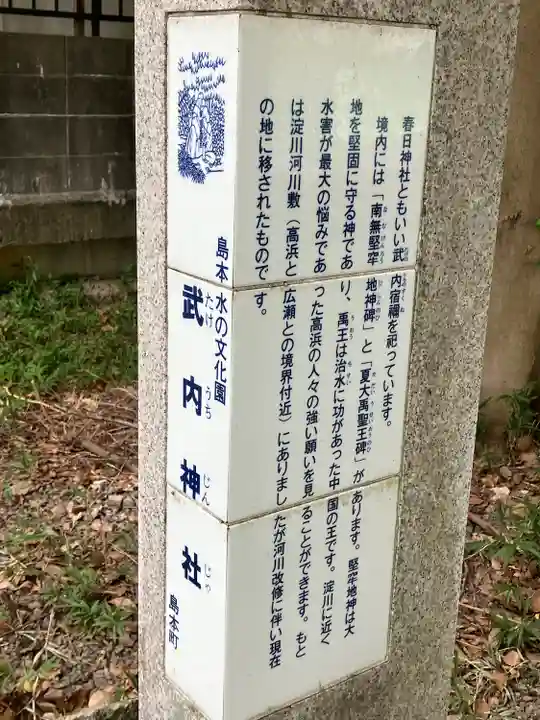 春日神社ともいい武内宿禰を祀っています。
境内には「南無堅牢地神碑」と「夏大禹聖王碑」があります。堅牢地神は大
地を堅固に守る神であり、禹王は治水に功があった中国の王です。淀川に近く
水害が最大の悩みであった高浜の人々の強い願いを見ることができます。もと
は淀川河川敷(高浜と広瀬との境界付近)にありましたが河川改修に伴い現在
の地に移されたものです。
島本 水の文化園
武内神社
たけ うち じん じゃ
島本町